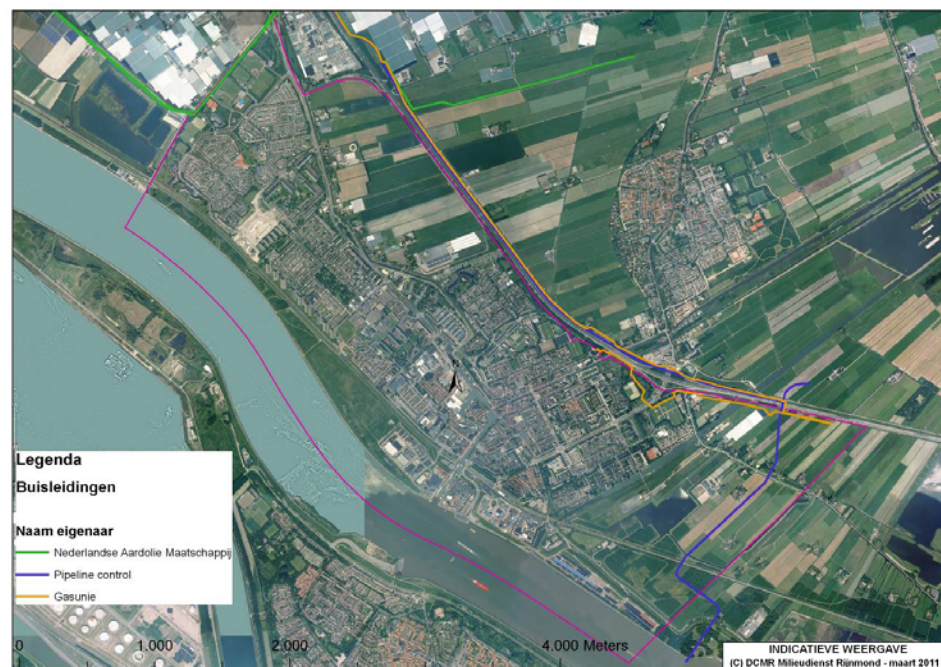 Legenda
Buisleidingen
Naam eigenaar
Nederlandse Aardolie Maatschappij
Pipeline control
Gasunie
0 1.000 2.000 4.000 Meters
INDICATIEVE WEERGAVE
(C) DCMR Milieudienst Rijnmond - maart 2011